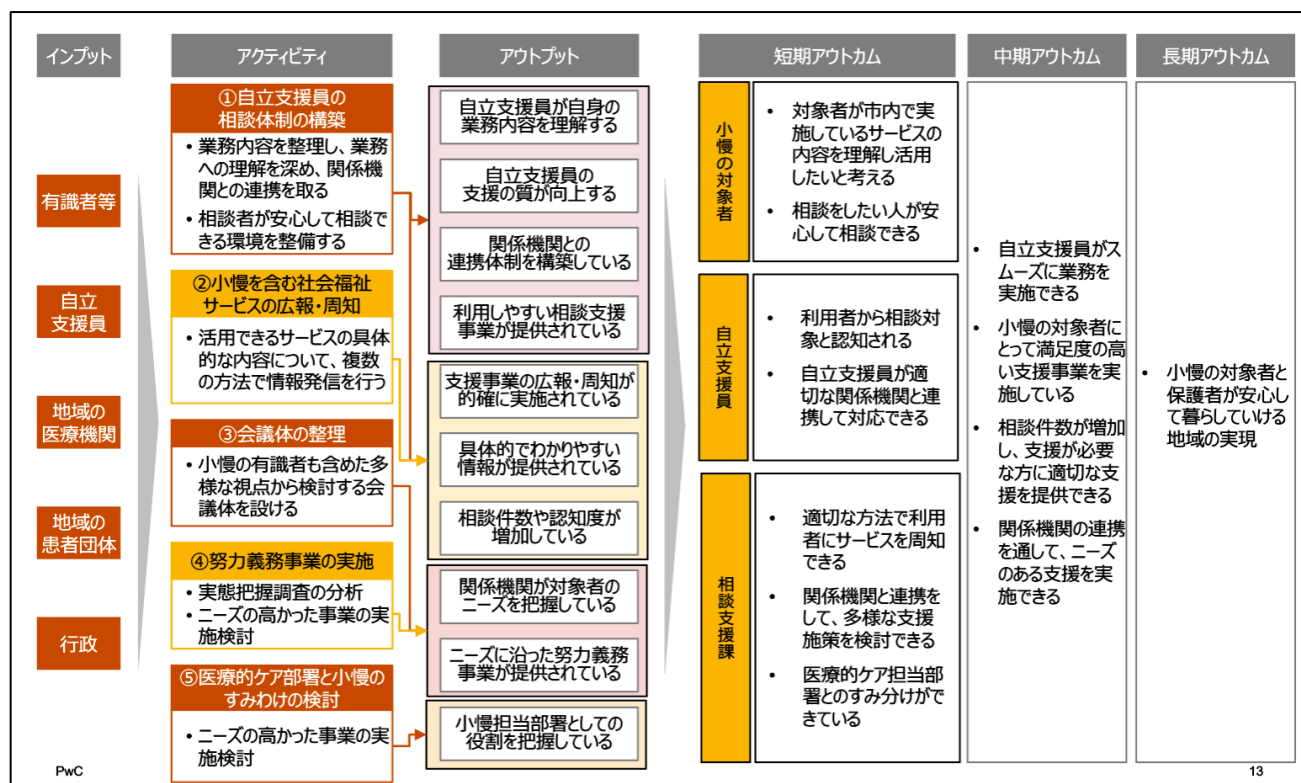 インプット
アクティビティ
アウトプット
短期アウトカム
中期アウトカム
長期アウトカム
有識者等
自立
支援員
地域の
医療機関
地域の
患者団体
行政
①自立支援員の
相談体制の構築
• 業務内容を整理し、業務
への理解を深め、関係機
関との連携を取る
• 相談者が安心して相談で
きる環境を整備する
②小慢を含む社会福祉
サービスの広報・周知
• 活用できるサービスの具体
的な内容について、複数
の方法で情報発信を行う
③会議体の整理
• 小慢の有識者も含めた多
様な視点から検討する会
議体を設ける
④努力義務事業の実施
• 実態把握調査の分析
• ニーズの高かった事業の実
施検討
⑤医療的ケア部署と小慢の
すみわけの検討
• ニーズの高かった事業の実
施検討
自立支援員が自身の
業務内容を理解する
自立支援員の
支援の質が向上する
関係機関との
連携体制を構築している
利用しやすい相談支援
事業が提供されている
支援事業の広報・周知が
的確に実施されている
具体的でわかりやすい
情報が提供されている
相談件数や認知度が
増加している
関係機関が対象者の
ニーズを把握している
ニーズに沿った努力義務
事業が提供されている
小慢担当部署としての
役割を把握している
小慢の対象者
• 対象者が市内で実
施しているサービスの
内容を理解し活用
したいと考える
• 相談をしたい人が安
心して相談できる
自立支援員
• 利用者から相談対
象と認知される
• 自立支援員が適
切な関係機関と連
携して対応できる
相談支援課
• 適切な方法で利用
者にサービスを周知
できる
• 関係機関と連携を
して、多様な支援
施策を検討できる
• 医療的ケア担当部
署とのすみ分けがで
きている
• 自立支援員がス
ムーズに業務を
実施できる
• 小慢の対象者に
とって満足度の高
い支援事業を実
施している
• 相談件数が増加
し、支援が必要
な方に適切な支
援を提供できる
• 関係機関の連携
を通して、ニーズ
のある支援を実
施できる
• 小慢の対象者と
保護者が安心し
て暮らしていける
地域の実現
PwC
13